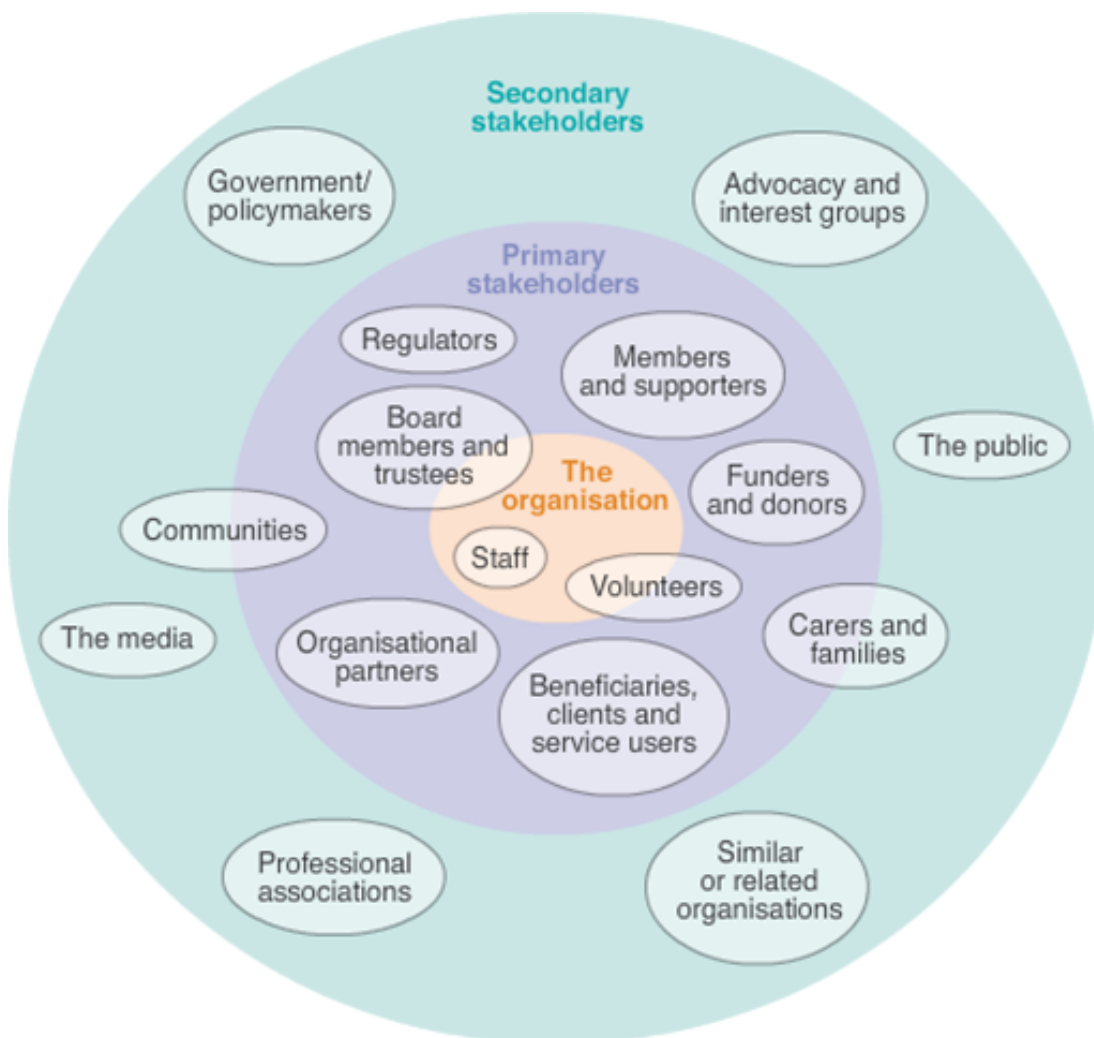 Secondary
stakeholders
Government/
policymakers
Advocacy and
interest groups
Primary
stakeholders
Regulators
Members
and supporters
Board
members and
trustees
The public
The
organisation
Funders
and donors
Communities
Staff
Volunteers
The media
Organisational
partners
Carers and
families
Beneficiaries,
clients and
service users
Professional
associations
Similar
or related
organisations